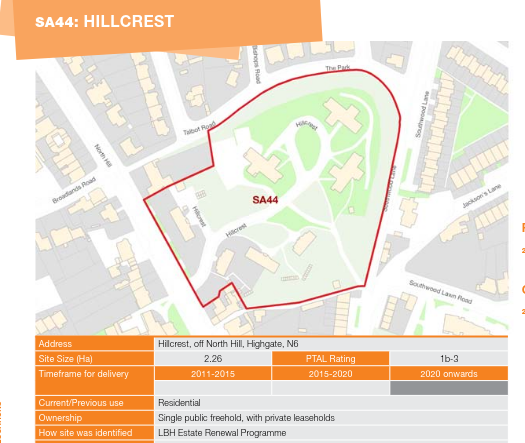 SA44: HILLCREST
The Park
Bishops Road
Talbot Road
Southwood Lane
North Hill
Hillcrest
Broadlands Road
Southwood Lane
Jackson's Lane
SA44
Hillcrest
Hillcrest
Southwood Lawn Road
Address Hillcrest, off North Hill, Highgate, N6
Site Size (Ha) 2.26 PTAL Rating 1b-3
Timeframe for delivery 2011-2015 2015-2020 2020 onwards
Current/Previous use Residential
Ownership Single public freehold, with private leaseholds
How site was identified LBH Estate Renewal Programme